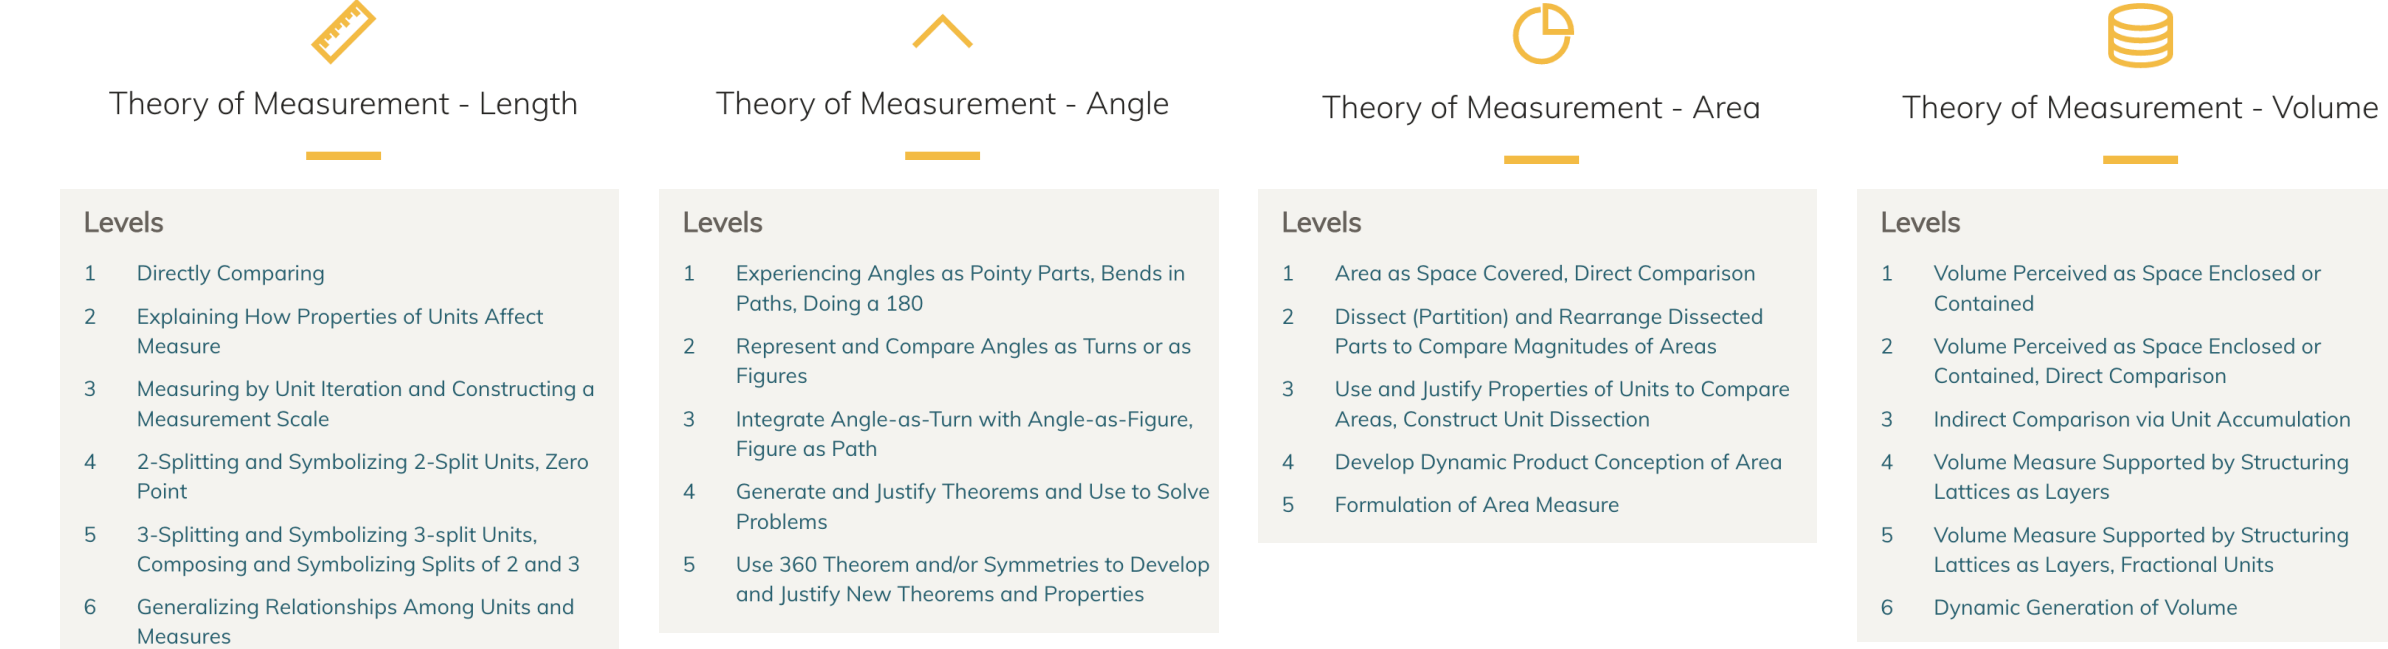 Theory of Measurement - Length
Levels
1 Directly Comparing
2 Explaining How Properties of Units Affect
Measure
3 Measuring by Unit Iteration and Constructing a
Measurement Scale
4 2-Splitting and Symbolizing 2-Split Units, Zero
Point
5 3-Splitting and Symbolizing 3-split Units,
Composing and Symbolizing Splits of 2 and 3
6 Generalizing Relationships Among Units and
Measures
Theory of Measurement - Angle
Levels
1 Experiencing Angles as Pointy Parts, Bends in
Paths, Doing a 180
2 Represent and Compare Angles as Turns or as
Figures
3 Integrate Angle-as-Turn with Angle-as-Figure,
Figure as Path
4 Generate and Justify Theorems and Use to Solve
Problems
5 Use 360 Theorem and/or Symmetries to Develop
and Justify New Theorems and Properties
Theory of Measurement - Area
Levels
1 Area as Space Covered, Direct Comparison
2 Dissect (Partition) and Rearrange Dissected
Parts to Compare Magnitudes of Areas
3 Use and Justify Properties of Units to Compare
Areas, Construct Unit Dissection
4 Develop Dynamic Product Conception of Area
5 Formulation of Area Measure
Theory of Measurement - Volume
Levels
1 Volume Perceived as Space Enclosed or
Contained
2 Volume Perceived as Space Enclosed or
Contained, Direct Comparison
3 Indirect Comparison via Unit Accumulation
4 Volume Measure Supported by Structuring
Lattices as Layers
5 Volume Measure Supported by Structuring
Lattices as Layers, Fractional Units
6 Dynamic Generation of Volume